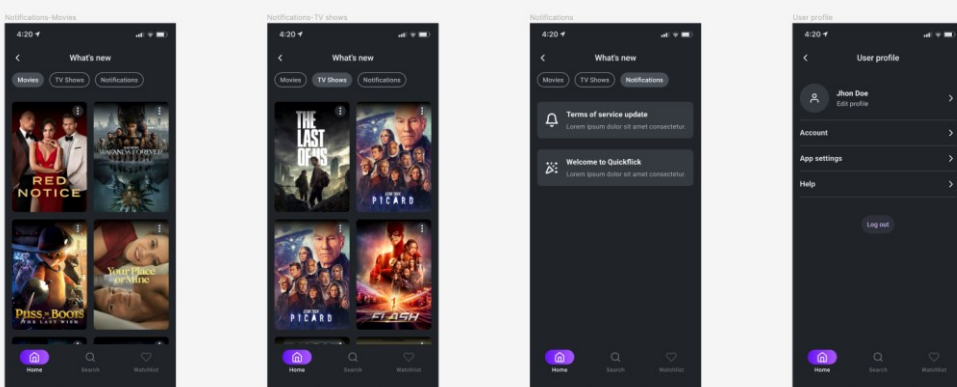 Notifications-Movies
4:20
What's new
Movies
TV Shows
Notifications
RED
NOTICE
WAKANDA FOREVER
PUSS IN BOOTS
THE LAST WISH
Your Place
or Mine
Home
Search
Watchlist
Notifications-TV shows
4:20
What's new
Movies
TV Shows
Notifications
THE
LAST
OF US
STAR TREK
PICARD
STAR TREK
PICARD
FLASH
Home
Search
Watchlist
Notifications
4:20
What's new
Movies
TV Shows
Notifications
Terms of service update
Lorem ipsum dolor sit amet consectetur.
Welcome to Quickflick
Lorem ipsum dolor sit amet consectetur.
Home
Search
Watchlist
User profile
4:20
User profile
Jhon Doe
Edit profile
Account
App settings
Help
Log out
Home
Search
Watchlist